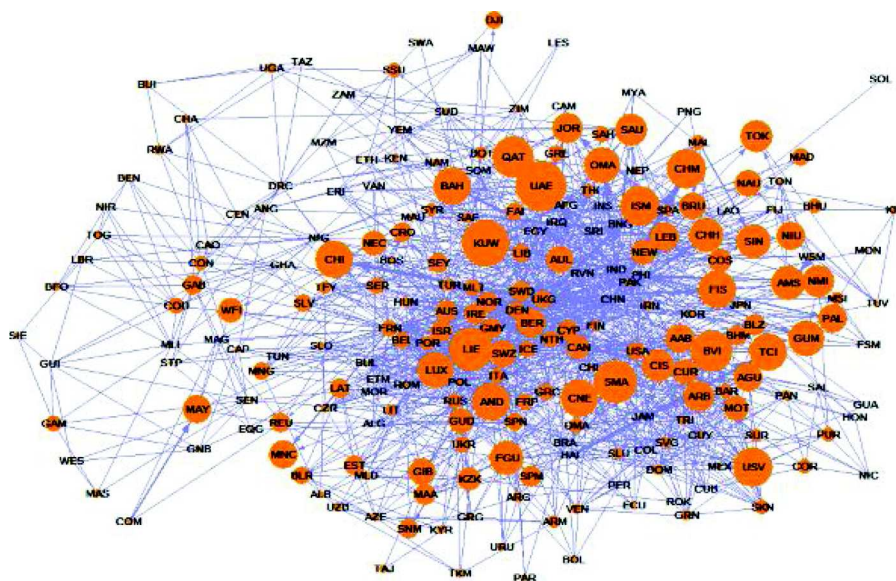 DJI
SWA
MAW
LES
UGA
TAZ
SSU
BUI
SOL
ZAM
MYA
CHA
SUD
ZIM
CAM
PNG
YEM
JOR
SAU
TOK
MZM
SAH
MAL
RWA
ETH
KEN
NAM
BOT
QAT
GRE
OMA
MAD
BEN
DRC
SOM
NEP
CHM
ERI
VAN
BAH
UAE
THI
NAU
TON
NIR
CEN
ANG
SYR
AFG
INS
ISM
SPA
BRU
LAO
FIJ
BHU
MAU
SAF
FAI
IRQ
BNG
TOG
NIG
NEC
CRO
KUW
EGY
SRI
LEB
CHH
SIN
NIU
CAO
LBR
CON
GHA
CHI
BOS
SEY
LIB
AUL
RVN
IND
PHI
NEW
COS
WSM
MON
BFO
GAB
TFY
SER
TUR
MLT
SWD
UKG
CHN
PAK
FIS
AMS
NMI
COU
WFI
SLV
HUN
NOR
IRN
JPN
MSI
TUV
AUS
IRE
DEN
KOR
PAL
SIE
MAG
FRN
ISR
GMY
BER
CYP
FIN
BLZ
MLI
CAP
SLO
BEL
POR
NTH
USA
AAB
BHM
GUM
FSM
GUI
STP
TUN
BUL
LIE
SWZ
ICE
CAN
BVI
TCI
MNG
LUX
ITA
CHI
CIS
CUR
AGU
ETM
ROM
POL
GRC
SMA
SAL
SEN
LAT
MOR
RUS
AND
CNE
ARB
BAR
PAN
GUA
MAY
CZR
LIT
FRP
DMA
JAM
TRI
MOT
HON
GAM
EQG
REU
ALG
GUD
SPN
GUY
SUR
PUR
GNB
UKR
BRA
SVG
WES
MNC
FGU
HAI
SLU
COL
MEX
NIC
EST
MLD
GIB
DOM
USV
COR
MAS
BLR
KZK
SPM
PER
CUB
ALB
MAA
ARG
ROK
UZU
VEN
ECU
SKN
COM
AZE
GRG
ARM
GRN
SNM
KYR
URU
TAJ
TKM
PAR
BOL